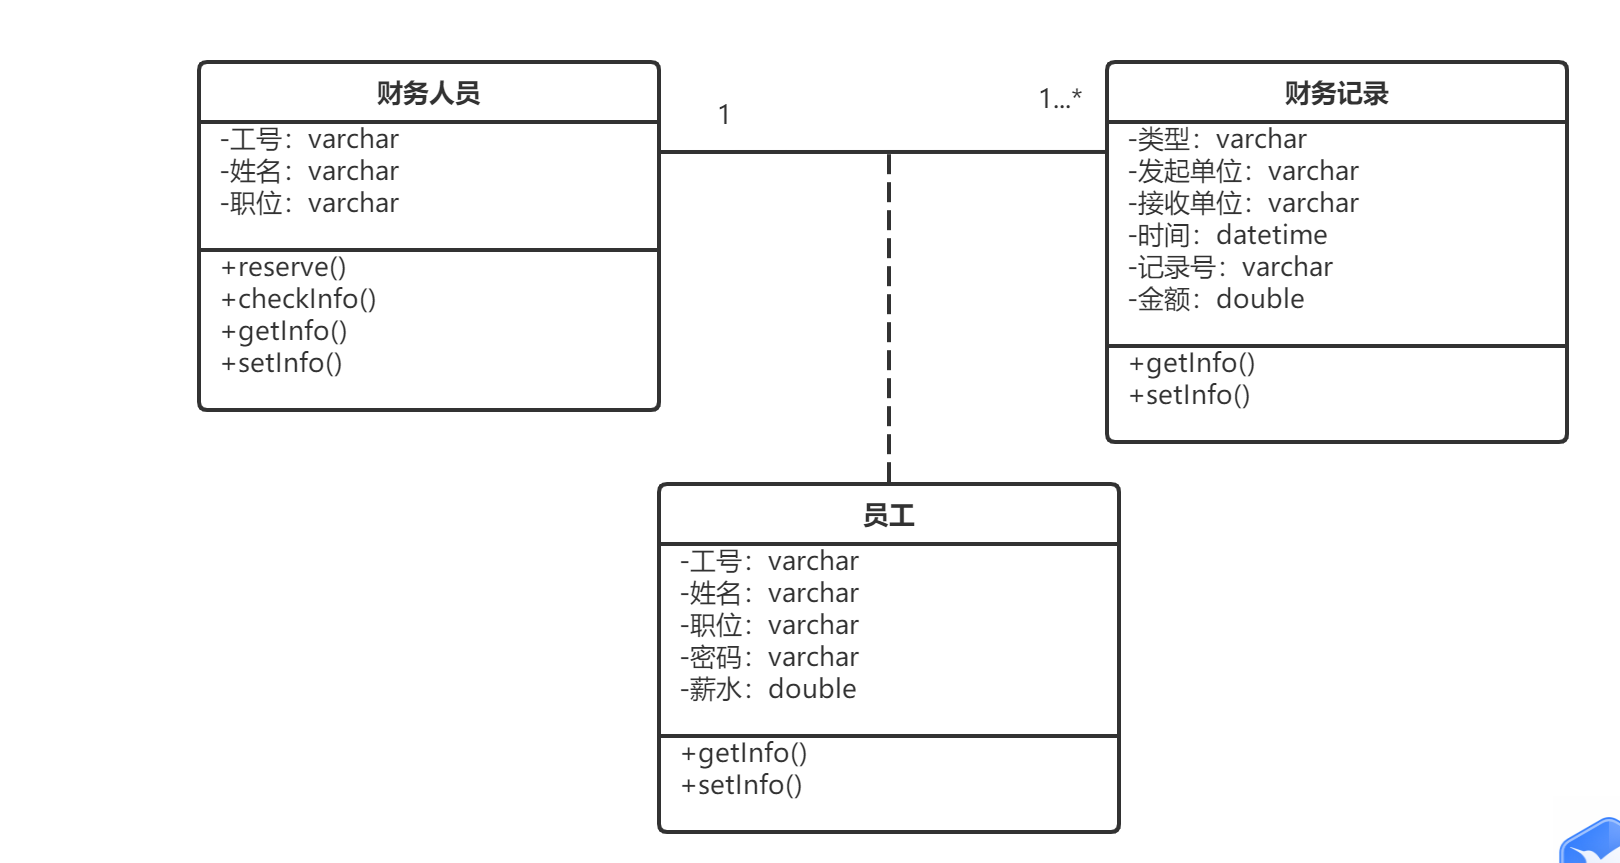 财务人员
-工号：varchar
-姓名：varchar
-职位：varchar
+reserve()
+checkInfo()
+getInfo()
+setInfo()
1
1...*
财务记录
-类型：varchar
-发起单位：varchar
-接收单位：varchar
-时间：datetime
-记录号：varchar
-金额：double
+getInfo()
+setInfo()
员工
-工号：varchar
-姓名：varchar
-职位：varchar
-密码：varchar
-薪水：double
+getInfo()
+setInfo()